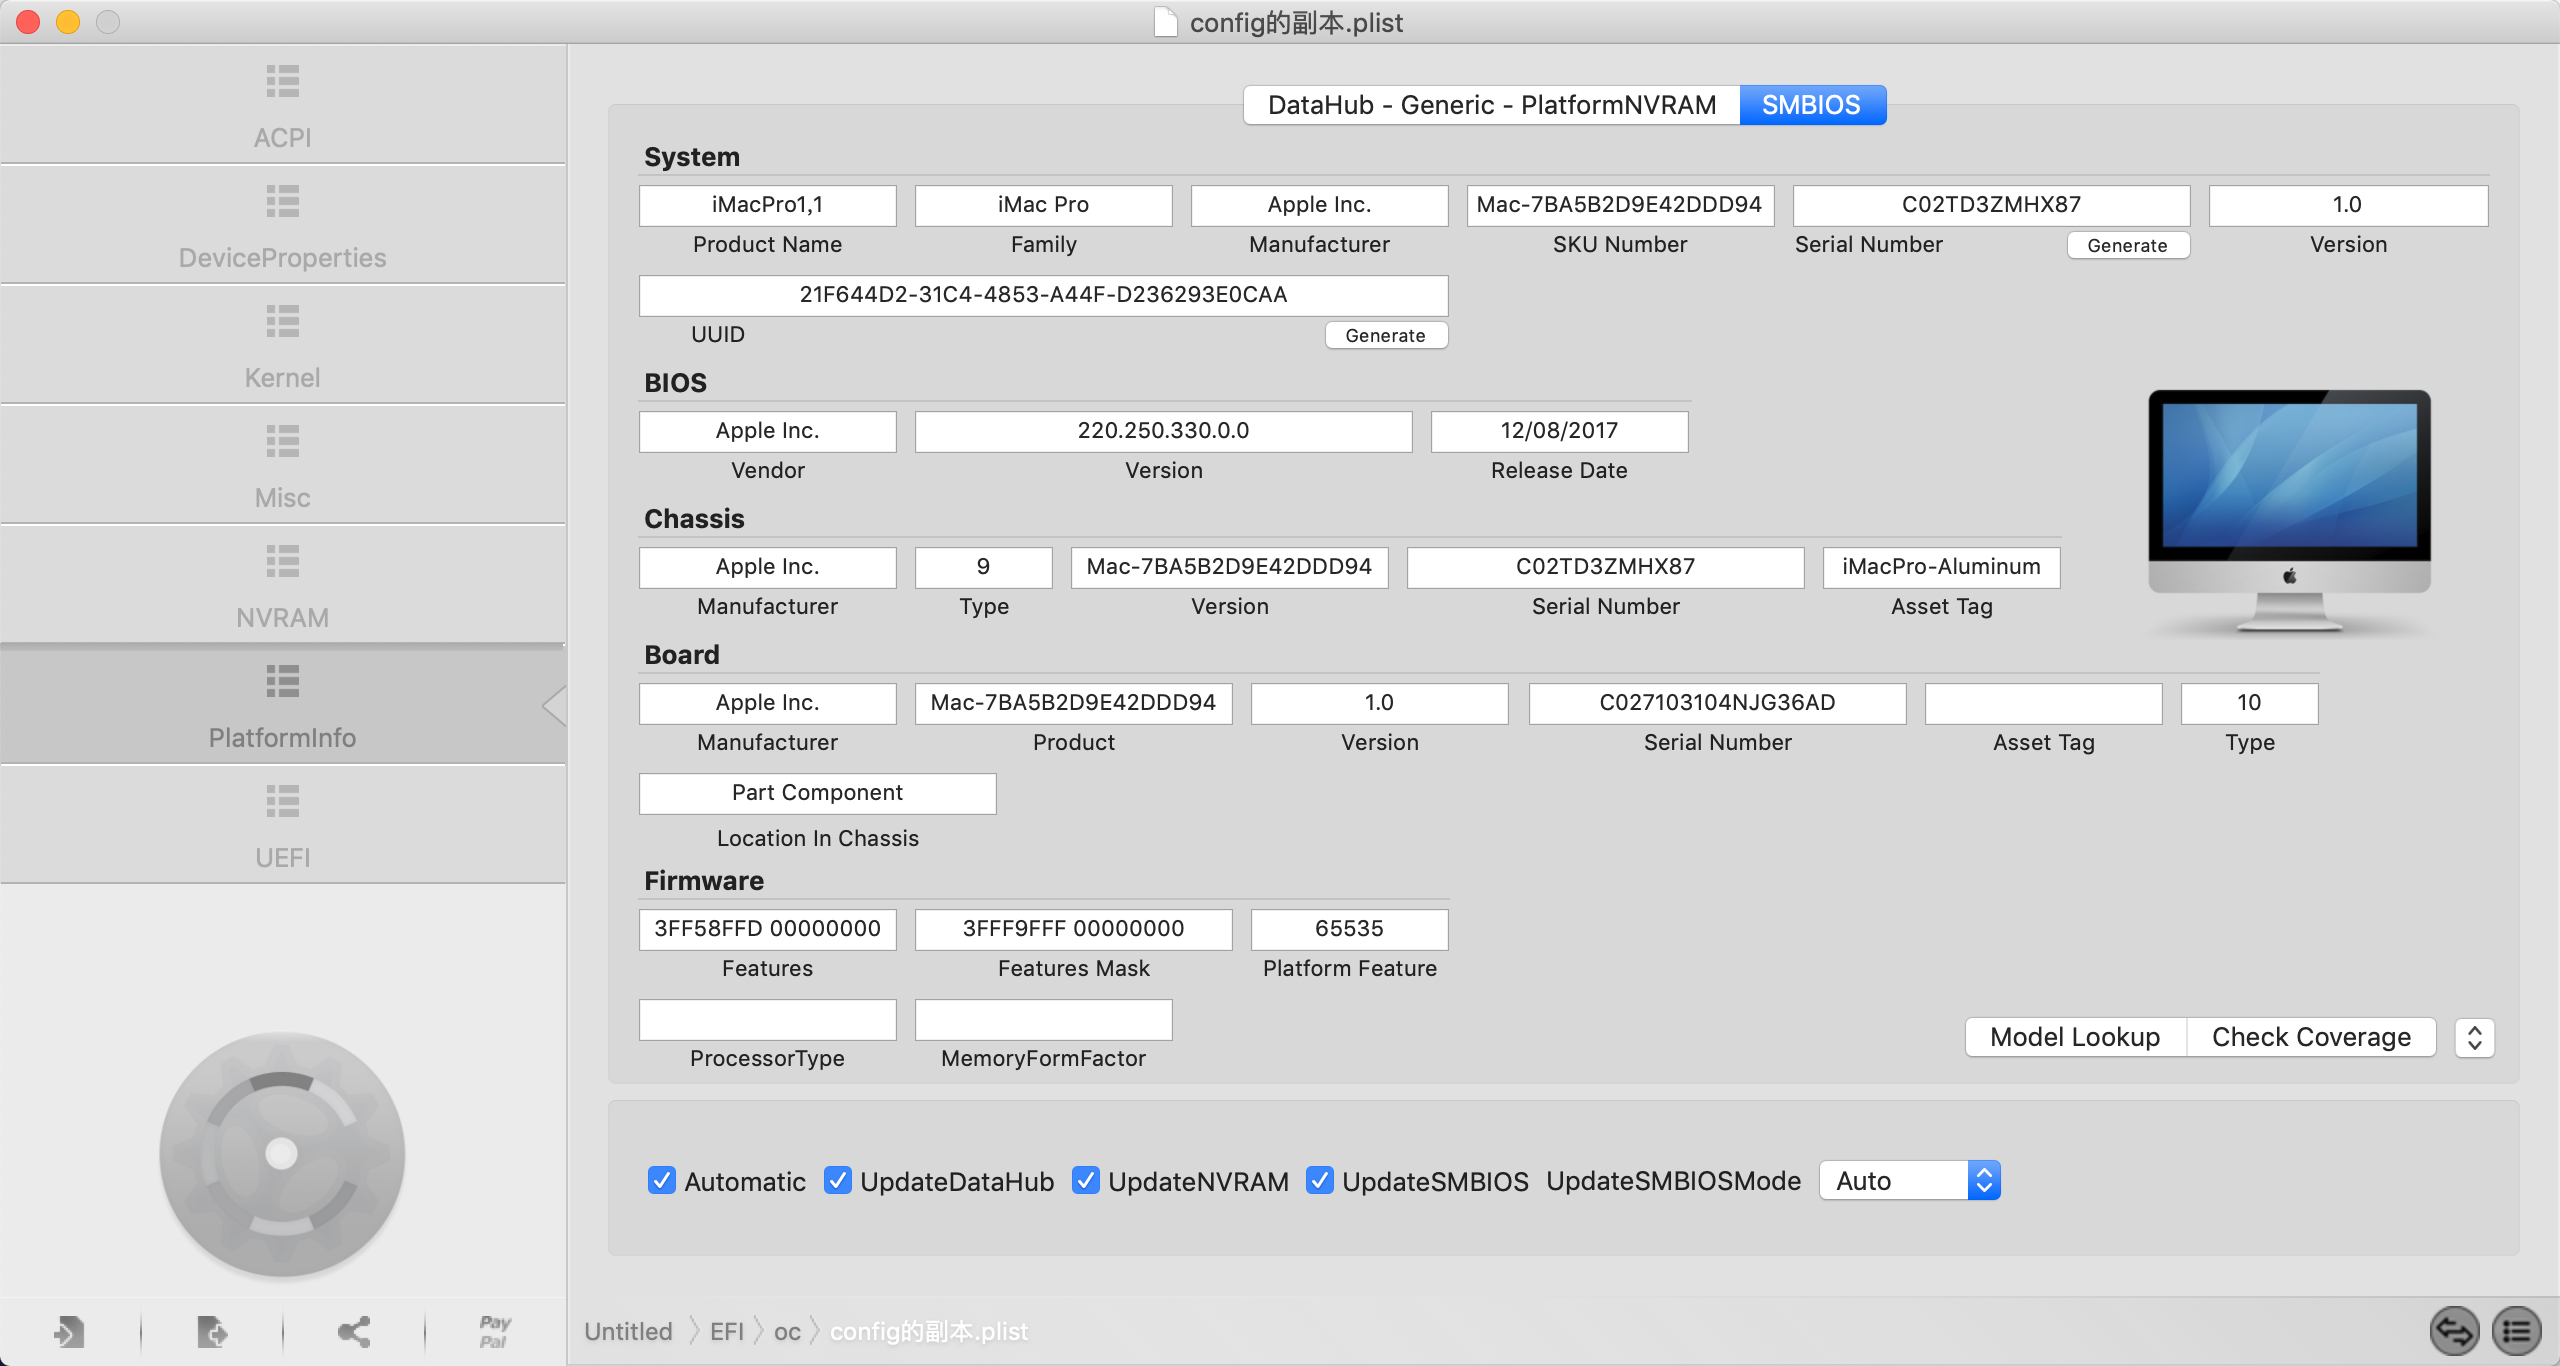 config的副本.plist
ACPI
DeviceProperties
Kernel
Misc
NVRAM
PlatformInfo
UEFI
DataHub - Generic - PlatformNVRAM SMBIOS
System
iMacPro1,1 iMac Pro Apple Inc. Mac-7BA5B2D9E42DDD94 C02TD3ZMHX87 1.0
Product Name Family Manufacturer SKU Number Serial Number Generate Version
21F644D2-31C4-4853-A44F-D236293E0CAA
UUID Generate
BIOS
Apple Inc. 220.250.330.0.0 12/08/2017
Vendor Version Release Date
Chassis
Apple Inc. 9 Mac-7BA5B2D9E42DDD94 C02TD3ZMHX87 iMacPro-Aluminum
Manufacturer Type Version Serial Number Asset Tag
Board
Apple Inc. Mac-7BA5B2D9E42DDD94 1.0 C027103104NJG36AD 10
Manufacturer Product Version Serial Number Asset Tag Type
Part Component
Location In Chassis
Firmware
3FF58FFD 00000000 3FFF9FFF 00000000 65535
Features Features Mask Platform Feature
ProcessorType MemoryFormFactor
Model Lookup Check Coverage
Automatic UpdateDataHub UpdateNVRAM UpdateSMBIOS UpdateSMBIOSMode Auto
Pay
Pal
Untitled EFI oc config的副本.plist